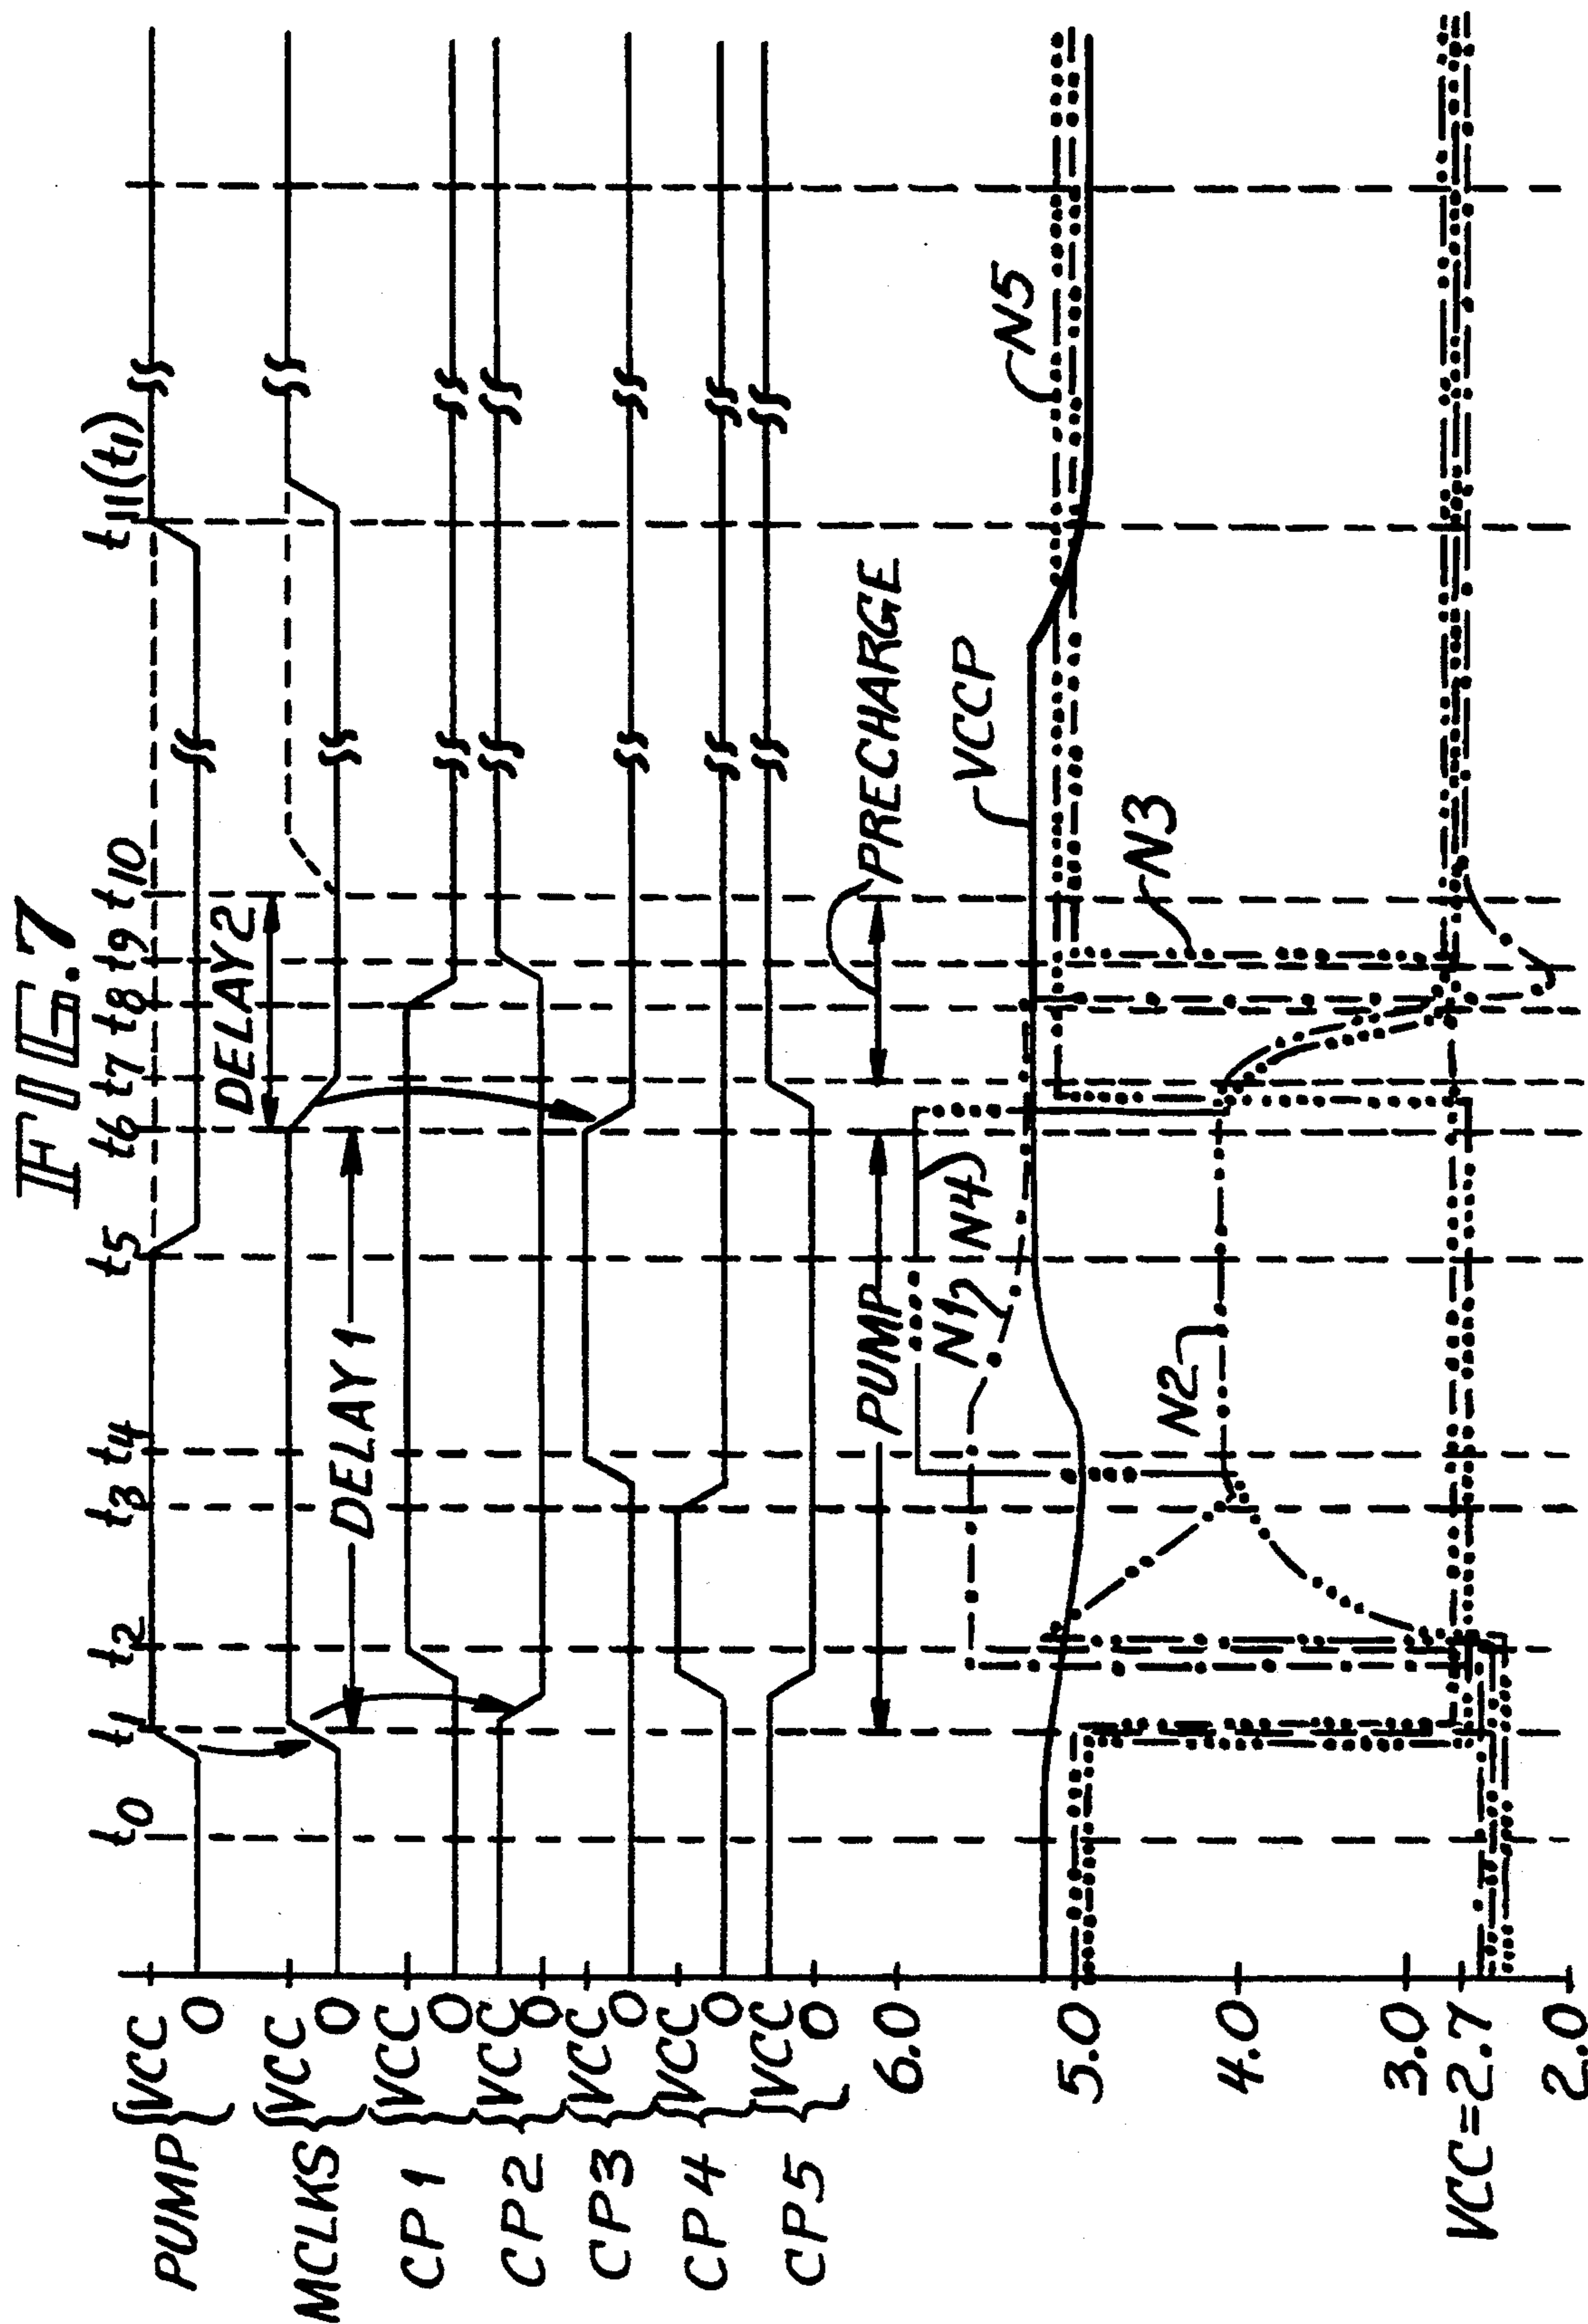 FIG. 7
t0 t1 t2 t3 t4 t5 t6 t7 t8 t9 t10 t11(t1)
PUMP { VCC
0
MCLKS { VCC
0
CP1 { VCC
0
CP2 { VCC
0
CP3 { VCC
0
CP4 { VCC
0
CP5 { VCC
0
DELAY 1
DELAY 2
PUMP
PRECHARGE
6.0
5.0
4.0
3.0
VCC=2.7
2.0
N1
N4
N2
VCCP
N3
N5